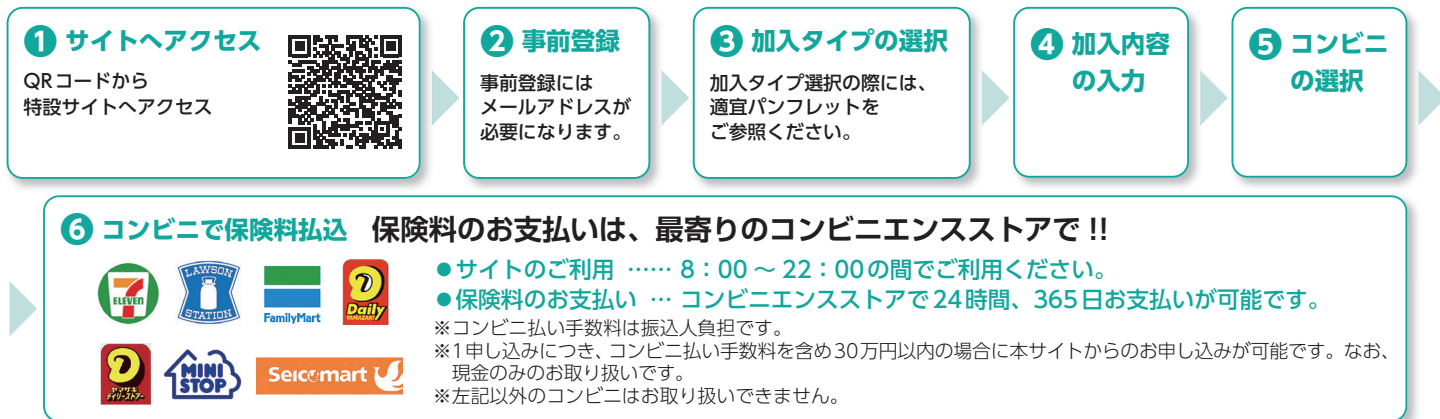 1 サイトへアクセス
QRコードから
特設サイトへアクセス
2 事前登録
事前登録には
メールアドレスが
必要になります。
3 加入タイプの選択
加入タイプ選択の際には、
適宜パンフレットを
ご参照ください。
4 加入内容
の入力
5 コンビニ
の選択
6 コンビニで保険料払込 保険料のお支払いは、最寄りのコンビニエンスストアで!!
7
ELEVEN
LAWSON
STATION
FamilyMart
Daily
YAMAZAKI
ヤマザキ
デイリーストアー
MINI
STOP
Seicomart
●サイトのご利用 …… 8:00 ~ 22:00の間でご利用ください。
●保険料のお支払い … コンビニエンスストアで24時間、365日お支払いが可能です。
※コンビニ払い手数料は振込人負担です。
※1申し込みにつき、コンビニ払い手数料を含め30万円以内の場合に本サイトからのお申し込みが可能です。なお、
現金のみのお取り扱いです。
※左記以外のコンビニはお取り扱いできません。